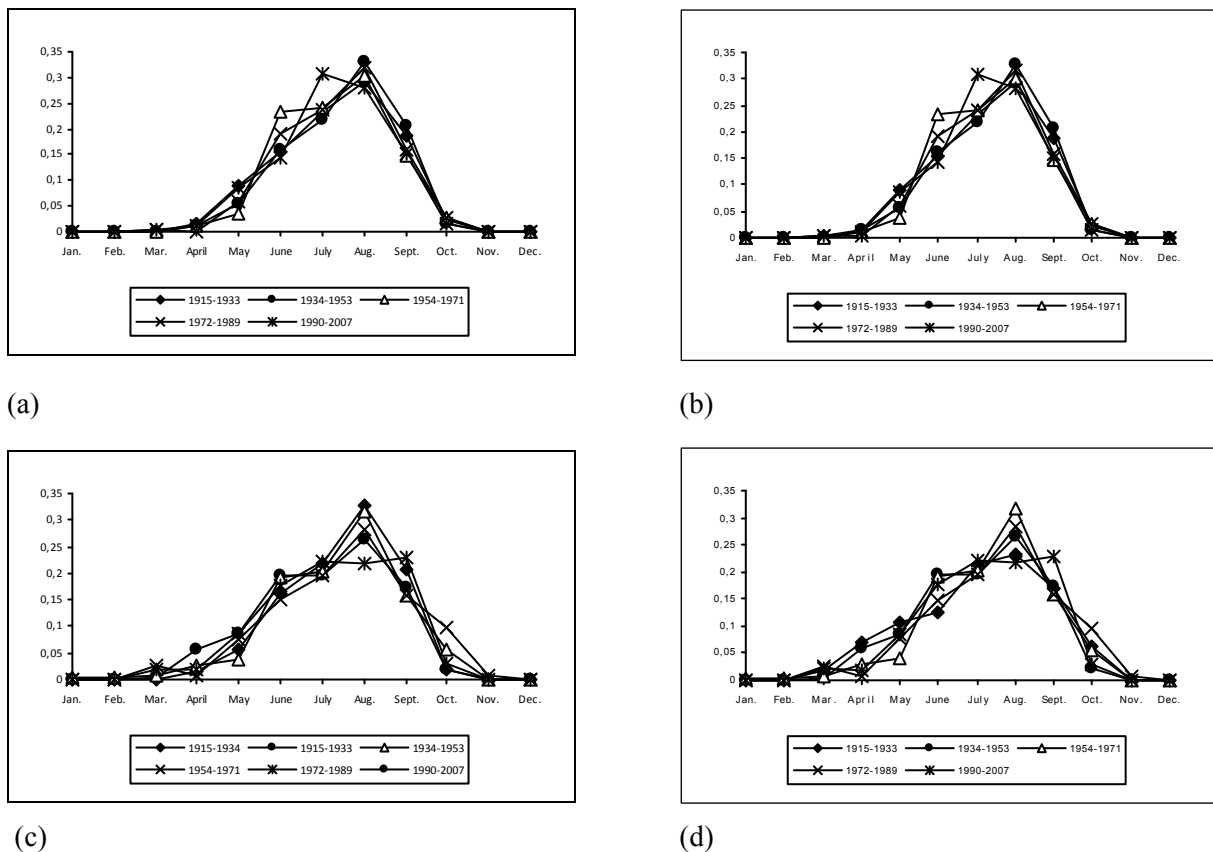 0,35
0,3
0,25
0,2
0,15
0,1
0,05
0
Jan. Feb. Mar. April May June July Aug. Sept. Oct. Nov. Dec.
1915-1933 1934-1953 1954-1971
1972-1989 1990-2007
(a)
0,35
0,3
0,25
0,2
0,15
0,1
0,05
0
Jan. Feb. Mar. April May June July Aug. Sept. Oct. Nov. Dec.
1915-1933 1934-1953 1954-1971
1972-1989 1990-2007
(b)
0,35
0,3
0,25
0,2
0,15
0,1
0,05
0
Jan. Feb. Mar. April May June July Aug. Sept. Oct. Nov. Dec.
1915-1934 1915-1933 1934-1953
1954-1971 1972-1989 1990-2007
(c)
0,35
0,3
0,25
0,2
0,15
0,1
0,05
0
Jan. Feb. Mar. April May June July Aug. Sept. Oct. Nov. Dec.
1915-1933 1934-1953 1954-1971
1972-1989 1990-2007
(d)